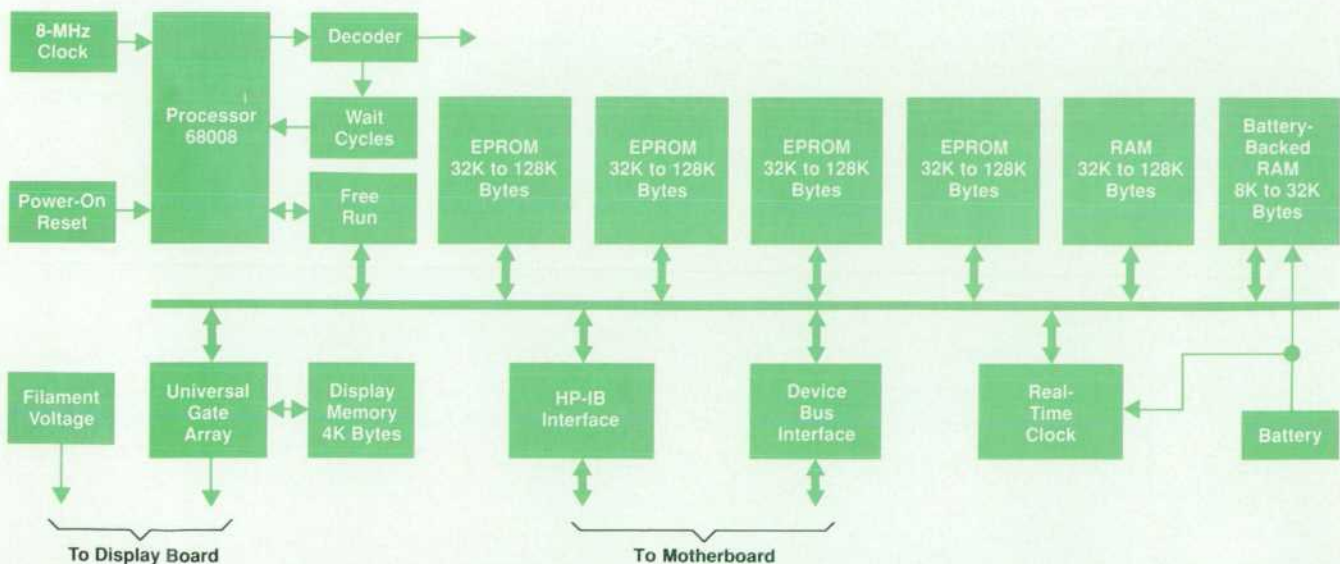 8-MHz
Clock
Decoder
Processor
68008
Wait
Cycles
Power-On
Reset
Free
Run
EPROM
32K to 128K
Bytes
EPROM
32K to 128K
Bytes
EPROM
32K to 128K
Bytes
EPROM
32K to 128K
Bytes
RAM
32K to 128K
Bytes
Battery-
Backed
RAM
8K to 32K
Bytes
Filament
Voltage
Universal
Gate
Array
Display
Memory
4K Bytes
HP-IB
Interface
Device
Bus
Interface
Real-
Time
Clock
Battery
To Display Board
To Motherboard